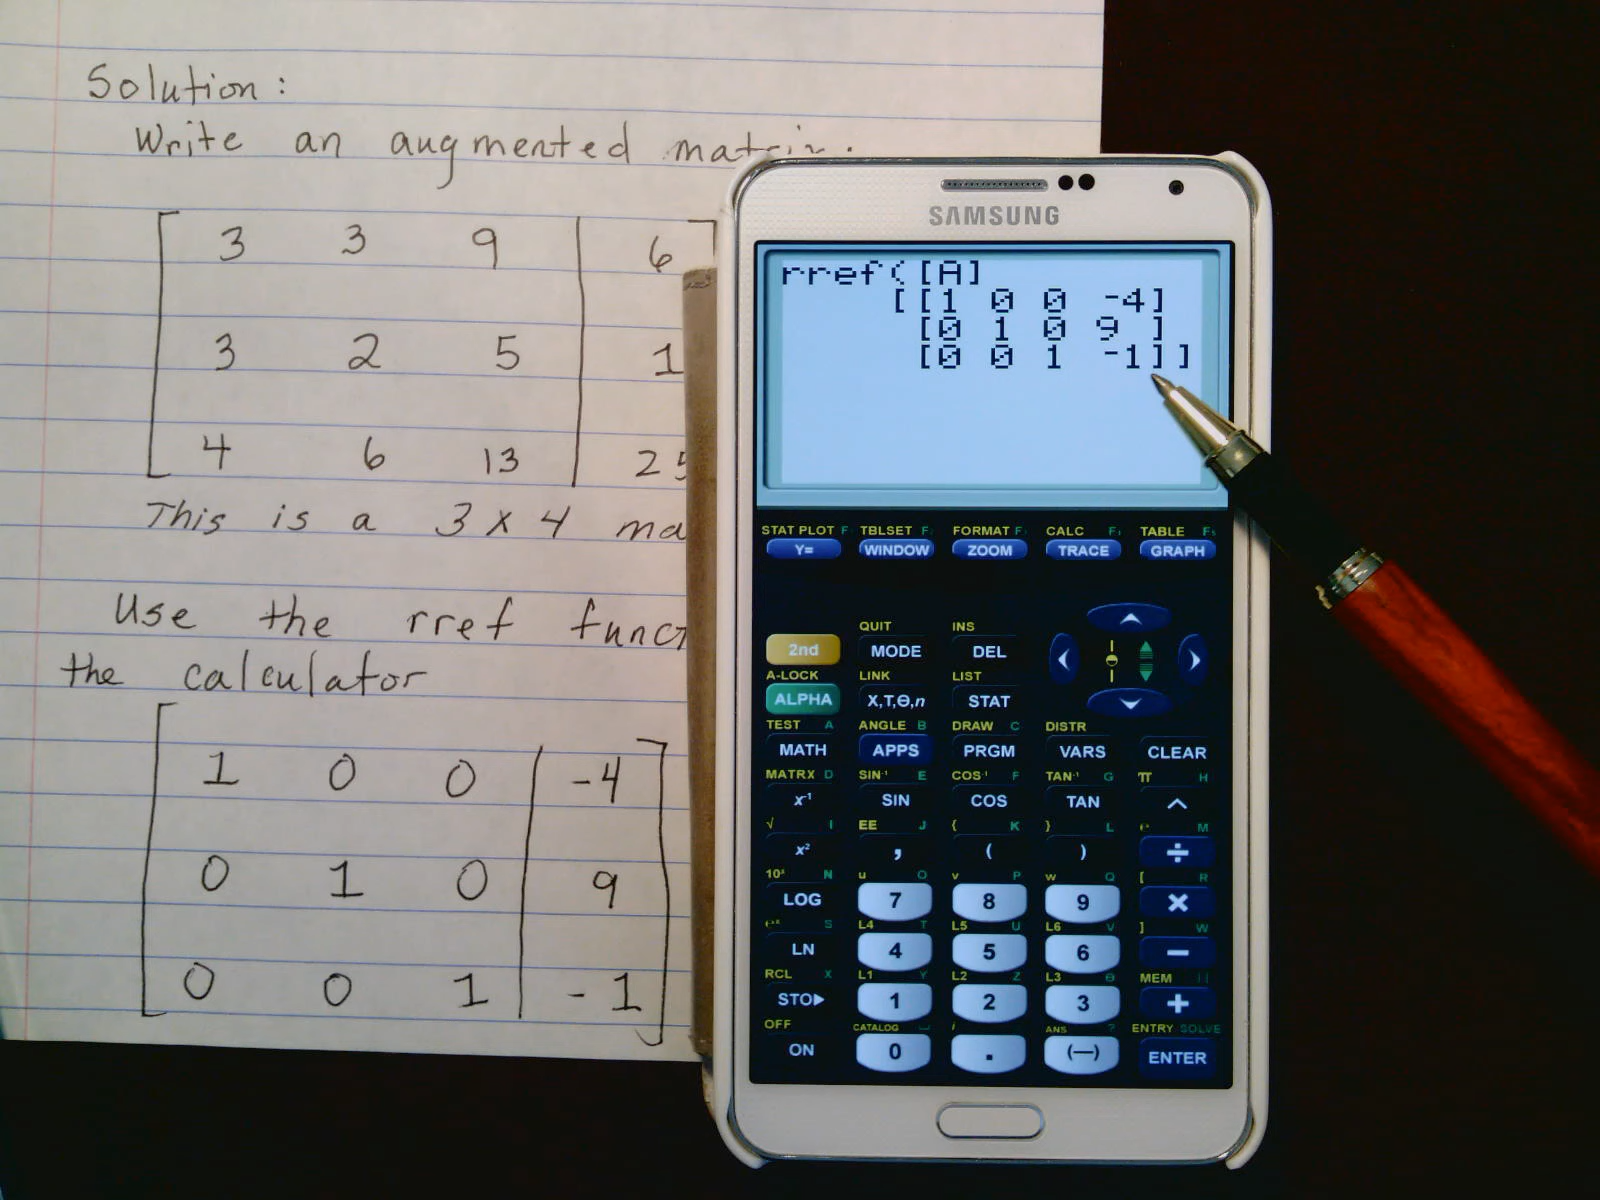 Solution:
Write an augmented matrix.
3 3 9 6
3 2 5 1
4 6 13 25
This is a 3 x 4
Use the rref
the calculator
1 0 0 -4
0 1 0 9
0 0 1 -1
SAMSUNG
rref([A]
[[1 0 0 -4]
[0 1 0 9 ]
[0 0 1 -1]]
STAT PLOT TBLSET FORMAT CALC TABLE
Y= WINDOW ZOOM TRACE GRAPH
QUIT INS
2nd MODE DEL
A-LOCK LINK LIST
ALPHA X,T,Θ,n STAT
TEST A ANGLE B DRAW C DISTR
MATH APPS PRGM VARS CLEAR
MATRX D SIN⁻¹ E COS⁻¹ F TAN⁻¹ G π H
x⁻¹ SIN COS TAN ^
√ I EE J { K } L M
x² , ( ) ÷
10ˣ N u O v P w Q [ R
LOG 7 8 9 ×
S L4 T L5 U L6 V ] W
LN 4 5 6 −
RCL X L1 Y L2 Z L3 Θ MEM
STO▶ 1 2 3 +
OFF CATALOG i ANS ? ENTRY SOLVE
ON 0 . (—) ENTER